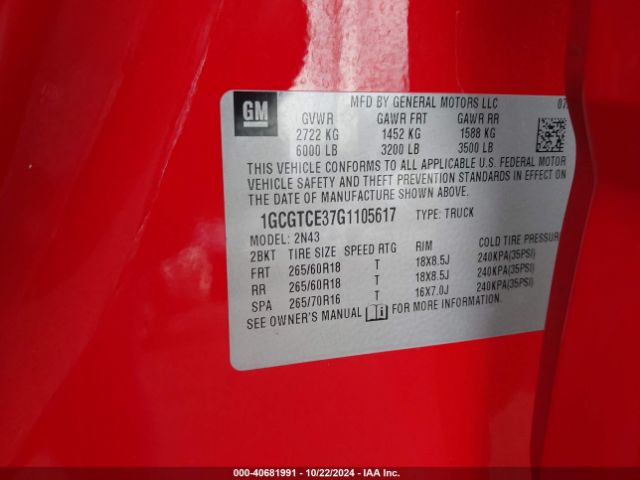 GM
MFD BY GENERAL MOTORS LLC 07
GVWR GAWR FRT GAWR RR
2722 KG 1452 KG 1588 KG
6000 LB 3200 LB 3500 LB
THIS VEHICLE CONFORMS TO ALL APPLICABLE U.S. FEDERAL MOTOR
VEHICLE SAFETY AND THEFT PREVENTION STANDARDS IN EFFECT ON
THE DATE OF MANUFACTURE SHOWN ABOVE.
1GCGTCE37G1105617 TYPE: TRUCK
MODEL: 2N43
2BKT TIRE SIZE SPEED RTG RIM COLD TIRE PRESSUR
FRT 265/60R18 T 18X8.5J 240KPA(35PSI)
RR 265/60R18 T 18X8.5J 240KPA(35PSI)
SPA 265/70R16 T 16X7.0J 240KPA(35PSI)
SEE OWNER'S MANUAL FOR MORE INFORMATION
000-40681991 - 10/22/2024 - IAA Inc.